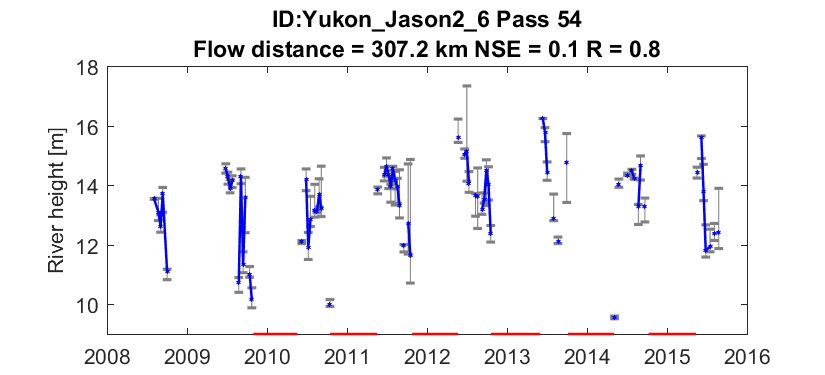 ID:Yukon_Jason2_6 Pass 54
Flow distance = 307.2 km NSE = 0.1 R = 0.8
River height [m]
18
16
14
12
10
2008 2009 2010 2011 2012 2013 2014 2015 2016